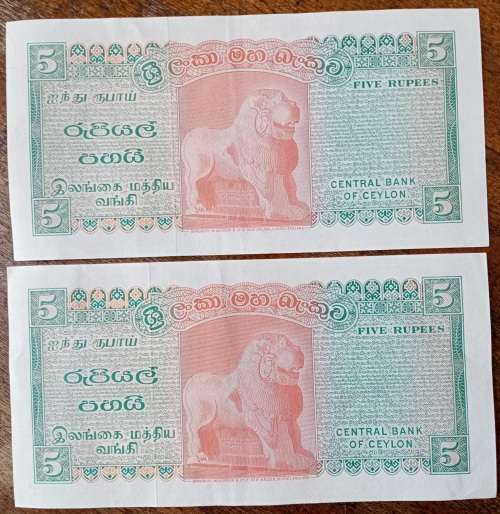 5 5
ශ්‍රී ලංකා මහ බැංකුව
FIVE RUPEES
ஐந்து ரூபாய்
රුපියල්
පහයි
இலங்கை மத்திய
வங்கி
CENTRAL BANK
OF CEYLON
5 5
5 5
ශ්‍රී ලංකා මහ බැංකුව
FIVE RUPEES
ஐந்து ரூபாய்
රුපියල්
පහයි
இலங்கை மத்திய
வங்கி
CENTRAL BANK
OF CEYLON
5 5